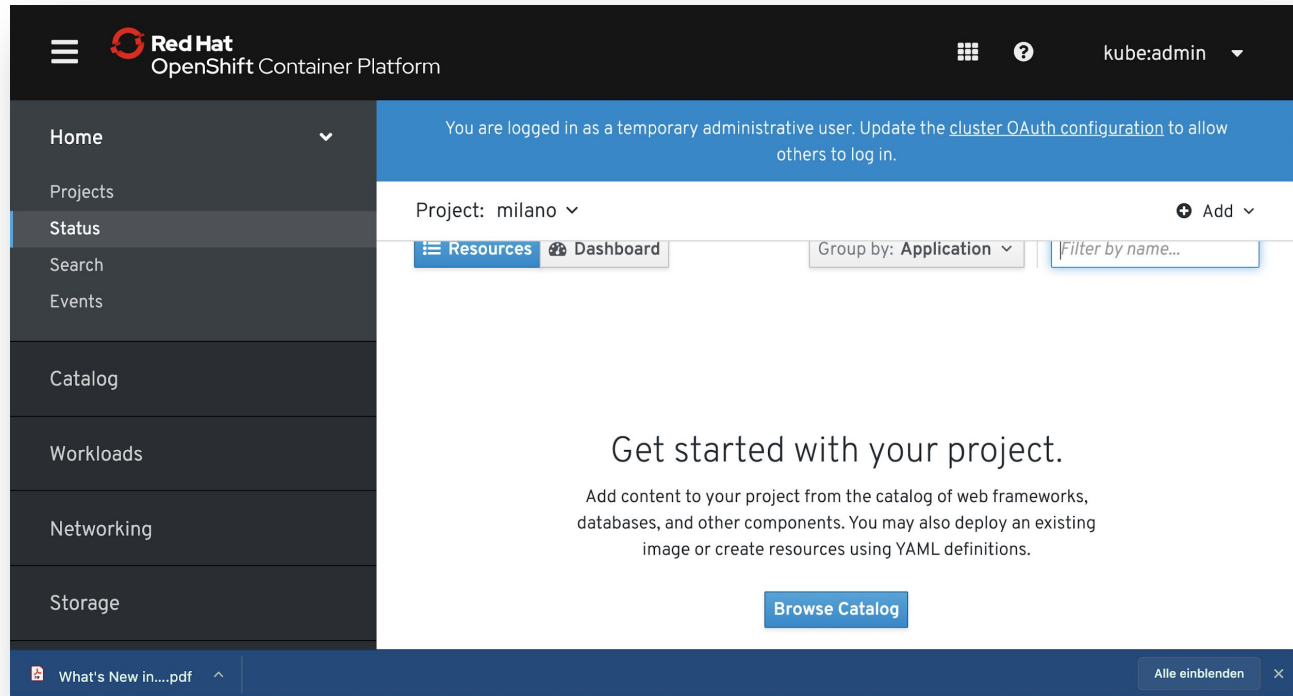 Red Hat
OpenShift Container Platform
kube:admin
Home
Projects
Status
Search
Events
Catalog
Workloads
Networking
Storage
You are logged in as a temporary administrative user. Update the cluster OAuth configuration to allow
others to log in.
Project: milano
Add
Resources
Dashboard
Group by: Application
Filter by name...
Get started with your project.
Add content to your project from the catalog of web frameworks,
databases, and other components. You may also deploy an existing
image or create resources using YAML definitions.
Browse Catalog
What's New in....pdf
Alle einblenden